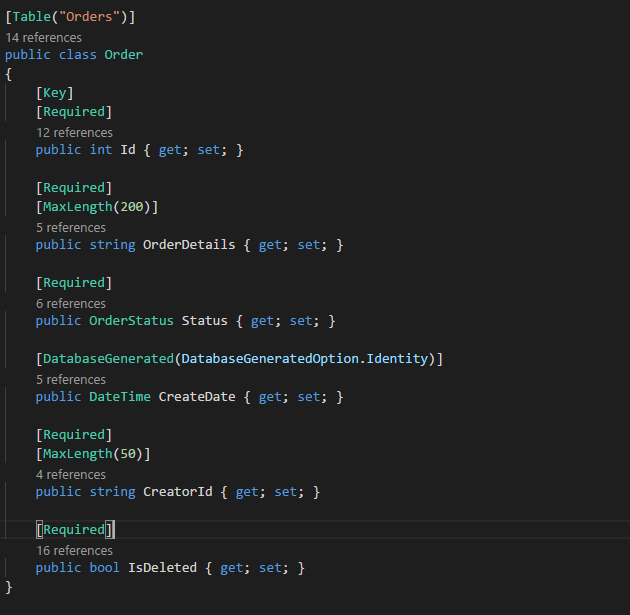 [Table("Orders")]
14 references
public class Order
{
[Key]
[Required]
12 references
public int Id { get; set; }
[Required]
[MaxLength(200)]
5 references
public string OrderDetails { get; set; }
[Required]
6 references
public OrderStatus Status { get; set; }
[DatabaseGenerated(DatabaseGeneratedOption.Identity)]
5 references
public DateTime CreateDate { get; set; }
[Required]
[MaxLength(50)]
4 references
public string CreatorId { get; set; }
[Required]
16 references
public bool IsDeleted { get; set; }
}